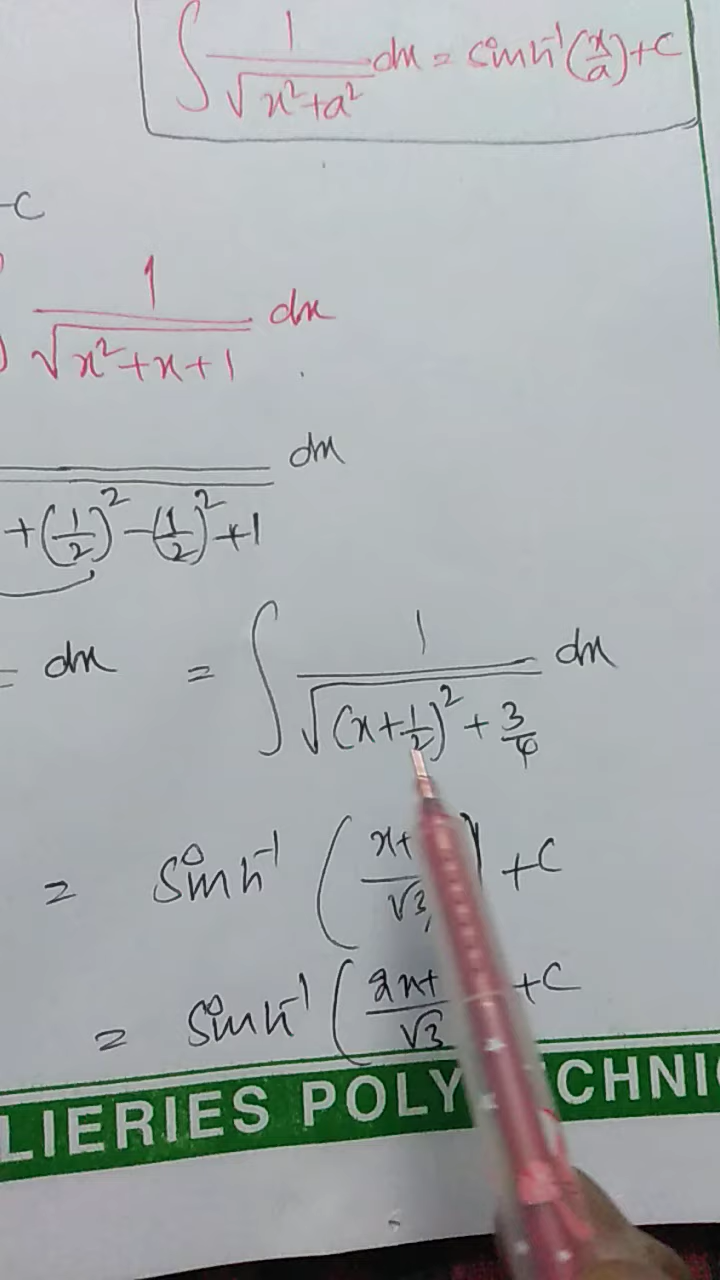 ∫ 1/√(x²+a²) dx = sinh⁻¹(x/a)+C
-C
1/√(x²+x+1) dx
dx
+(1/2)²-(1/2)²+1
= dx = ∫ 1/√((x+1/2)²+3/4) dx
= sinh⁻¹( x+ / √3 ) +C
= sinh⁻¹( 2x+ / √3 +C
LIERIES POLY CHNI